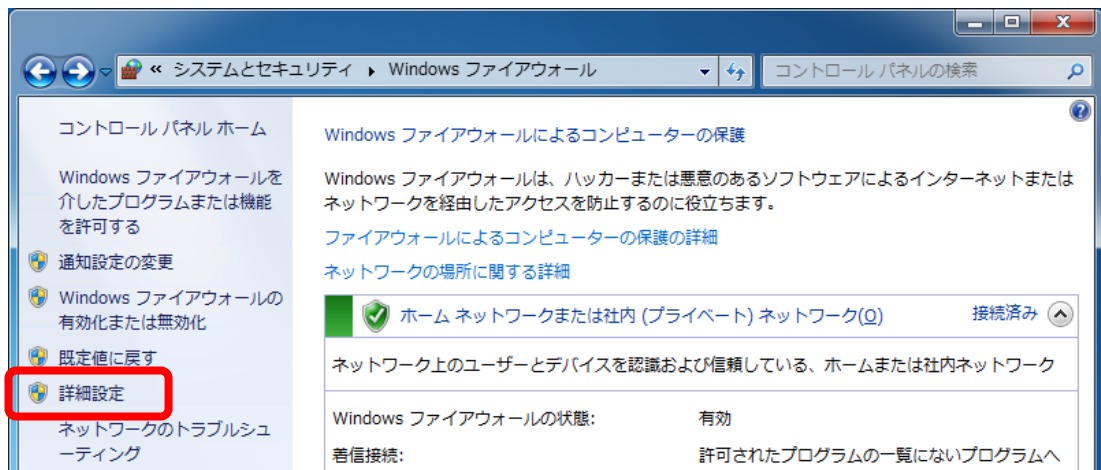 « システムとセキュリティ ▸ Windows ファイアウォール
コントロール パネルの検索
コントロール パネル ホーム
Windows ファイアウォールを
介したプログラムまたは機能
を許可する
通知設定の変更
Windows ファイアウォールの
有効化または無効化
既定値に戻す
詳細設定
ネットワークのトラブルシュ
ーティング
Windows ファイアウォールによるコンピューターの保護
Windows ファイアウォールは、ハッカーまたは悪意のあるソフトウェアによるインターネットまたは
ネットワークを経由したアクセスを防止するのに役立ちます。
ファイアウォールによるコンピューターの保護の詳細
ネットワークの場所に関する詳細
ホーム ネットワークまたは社内 (プライベート) ネットワーク(O) 接続済み
ネットワーク上のユーザーとデバイスを認識および信頼している、ホームまたは社内ネットワーク
Windows ファイアウォールの状態: 有効
着信接続: 許可されたプログラムの一覧にないプログラムへ